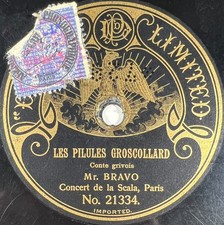 LIMITED
LES PILULES GROSCOLLARD
Conte grivois
Mr. BRAVO
Concert de la Scala, Paris
No. 21334.
IMPORTED.